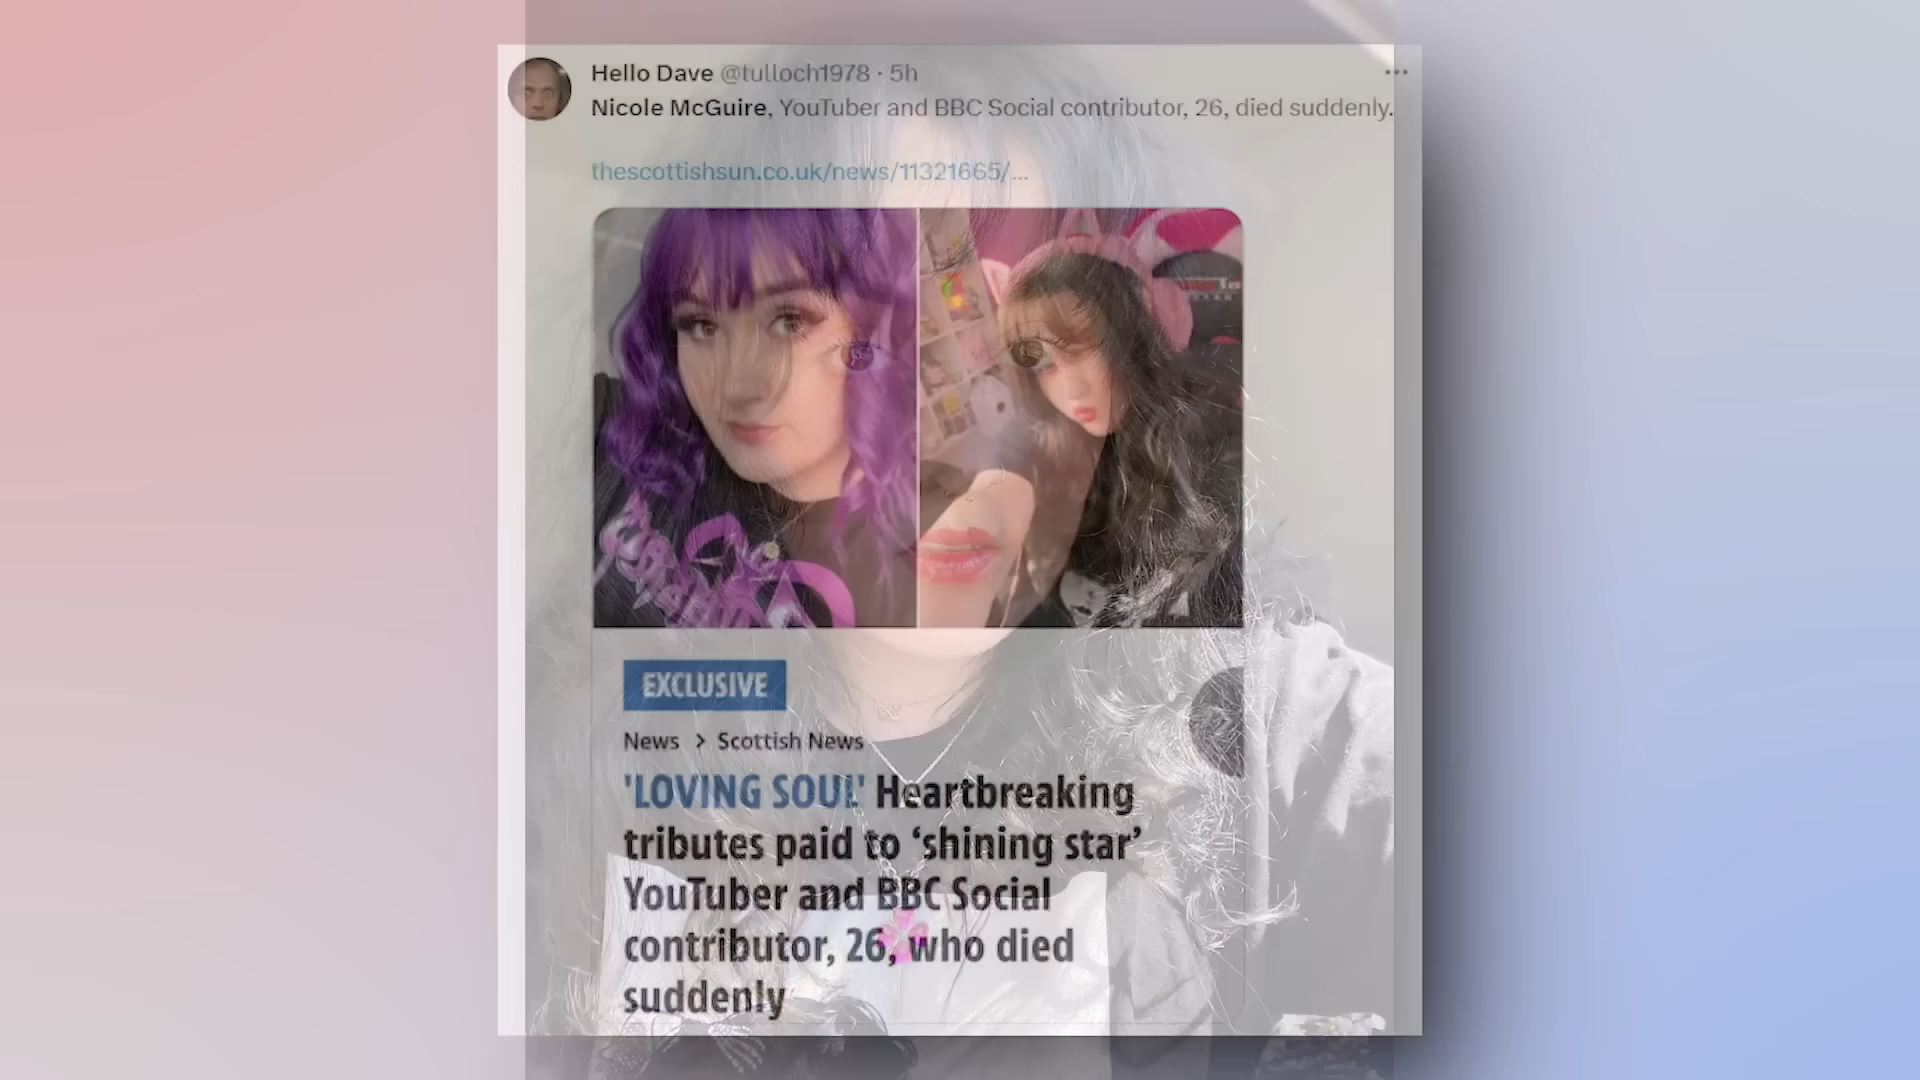 Hello Dave @tulloch1978 · 5h
Nicole McGuire, YouTuber and BBC Social contributor, 26, died suddenly.
thescottishsun.co.uk/news/11321665/...
EXCLUSIVE
News > Scottish News
'LOVING SOUL' Heartbreaking
tributes paid to ‘shining star’
YouTuber and BBC Social
contributor, 26, who died
suddenly